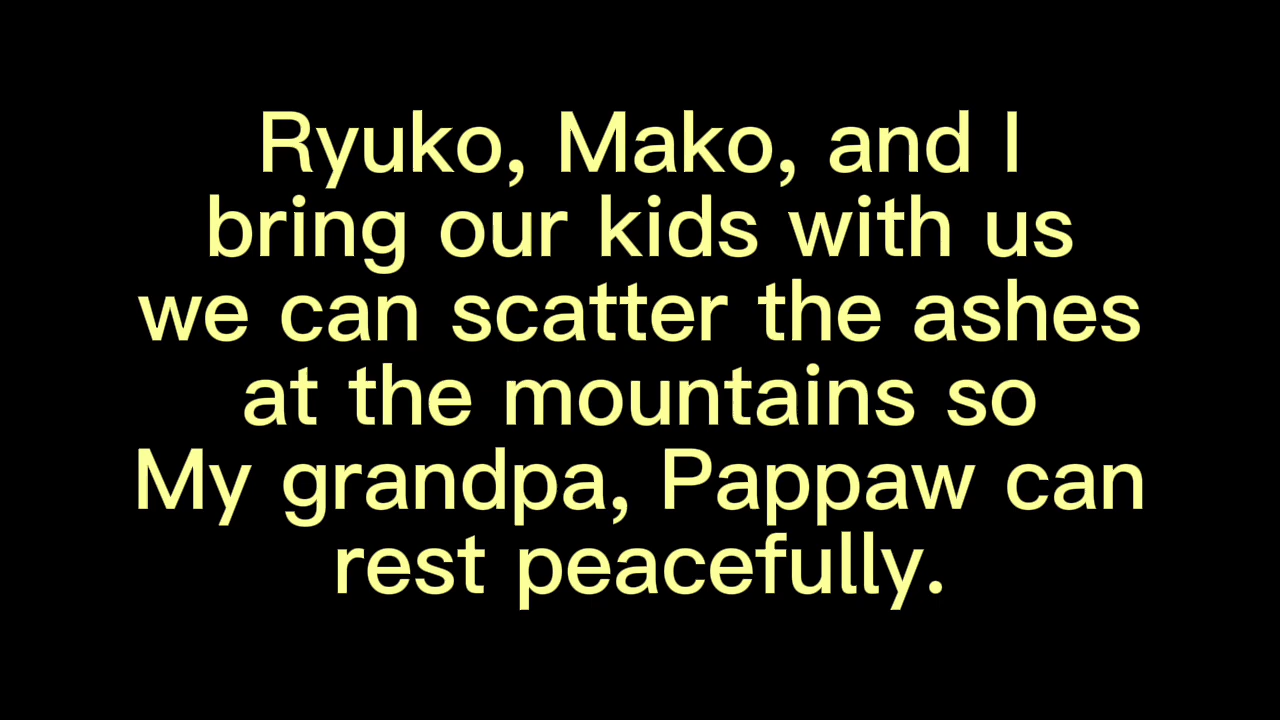 Ryuko, Mako, and I
bring our kids with us
we can scatter the ashes
at the mountains so
My grandpa, Pappaw can
rest peacefully.